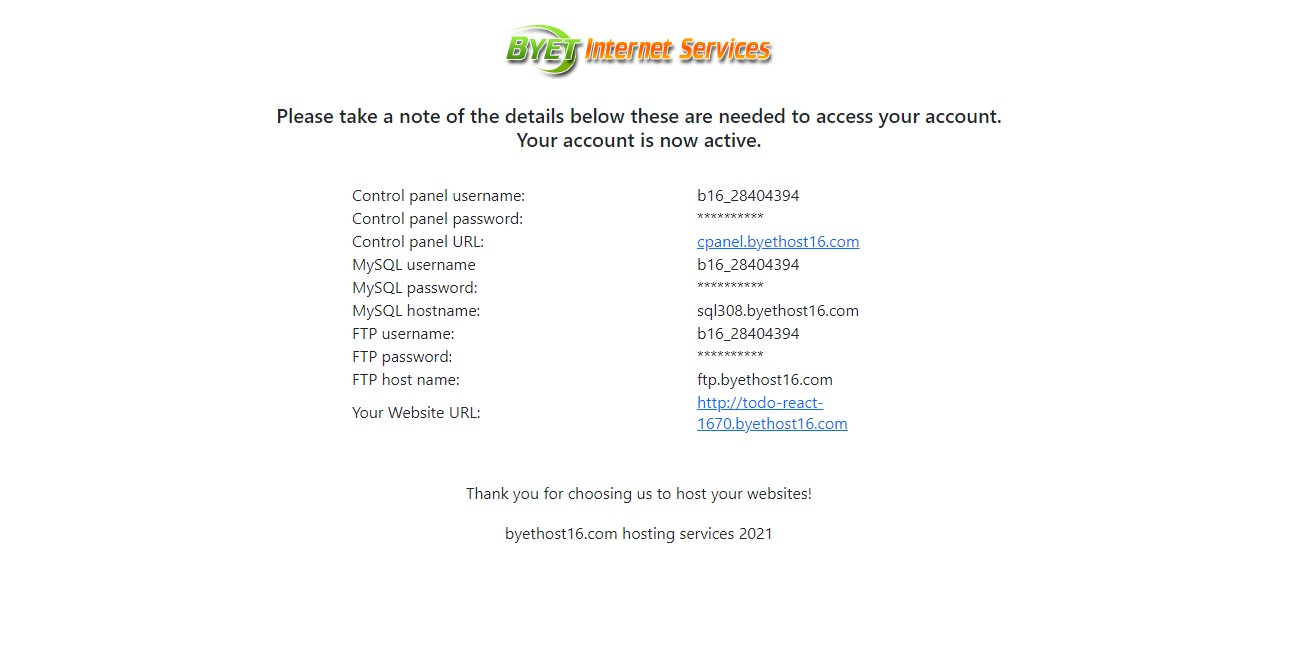 BYET Internet Services
Please take a note of the details below these are needed to access your account.
Your account is now active.
Control panel username: b16_28404394
Control panel password: **********
Control panel URL: cpanel.byethost16.com
MySQL username b16_28404394
MySQL password: **********
MySQL hostname: sql308.byethost16.com
FTP username: b16_28404394
FTP password: **********
FTP host name: ftp.byethost16.com
Your Website URL: http://todo-react-
1670.byethost16.com
Thank you for choosing us to host your websites!
byethost16.com hosting services 2021